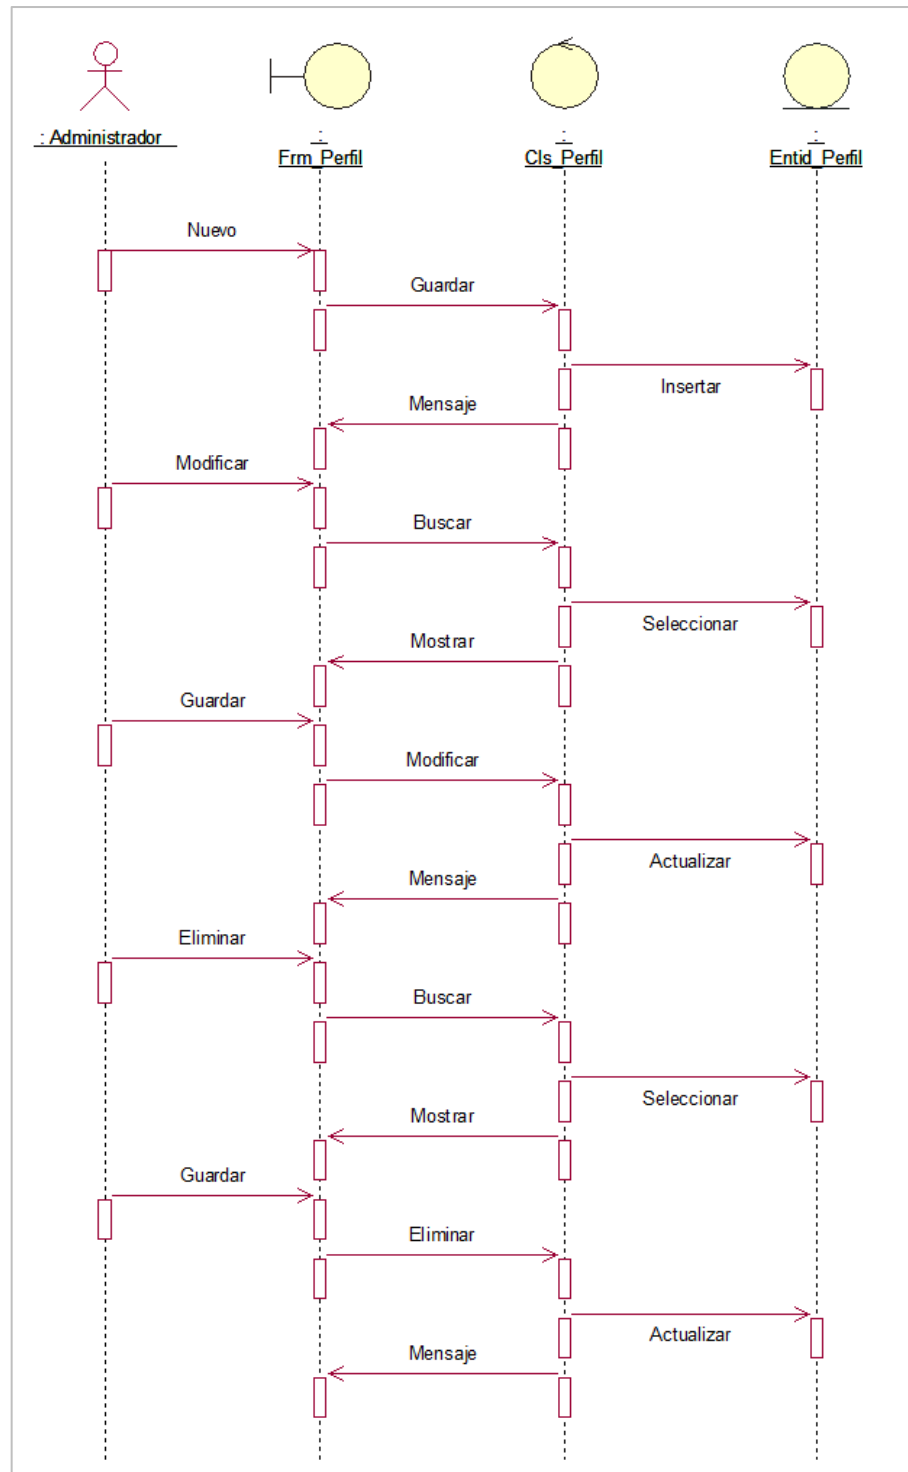 : Administrador
:
Frm_Perfil
:
Cls_Perfil
:
Entid_Perfil
Nuevo
Guardar
Insertar
Mensaje
Modificar
Buscar
Seleccionar
Mostrar
Guardar
Modificar
Actualizar
Mensaje
Eliminar
Buscar
Seleccionar
Mostrar
Guardar
Eliminar
Actualizar
Mensaje